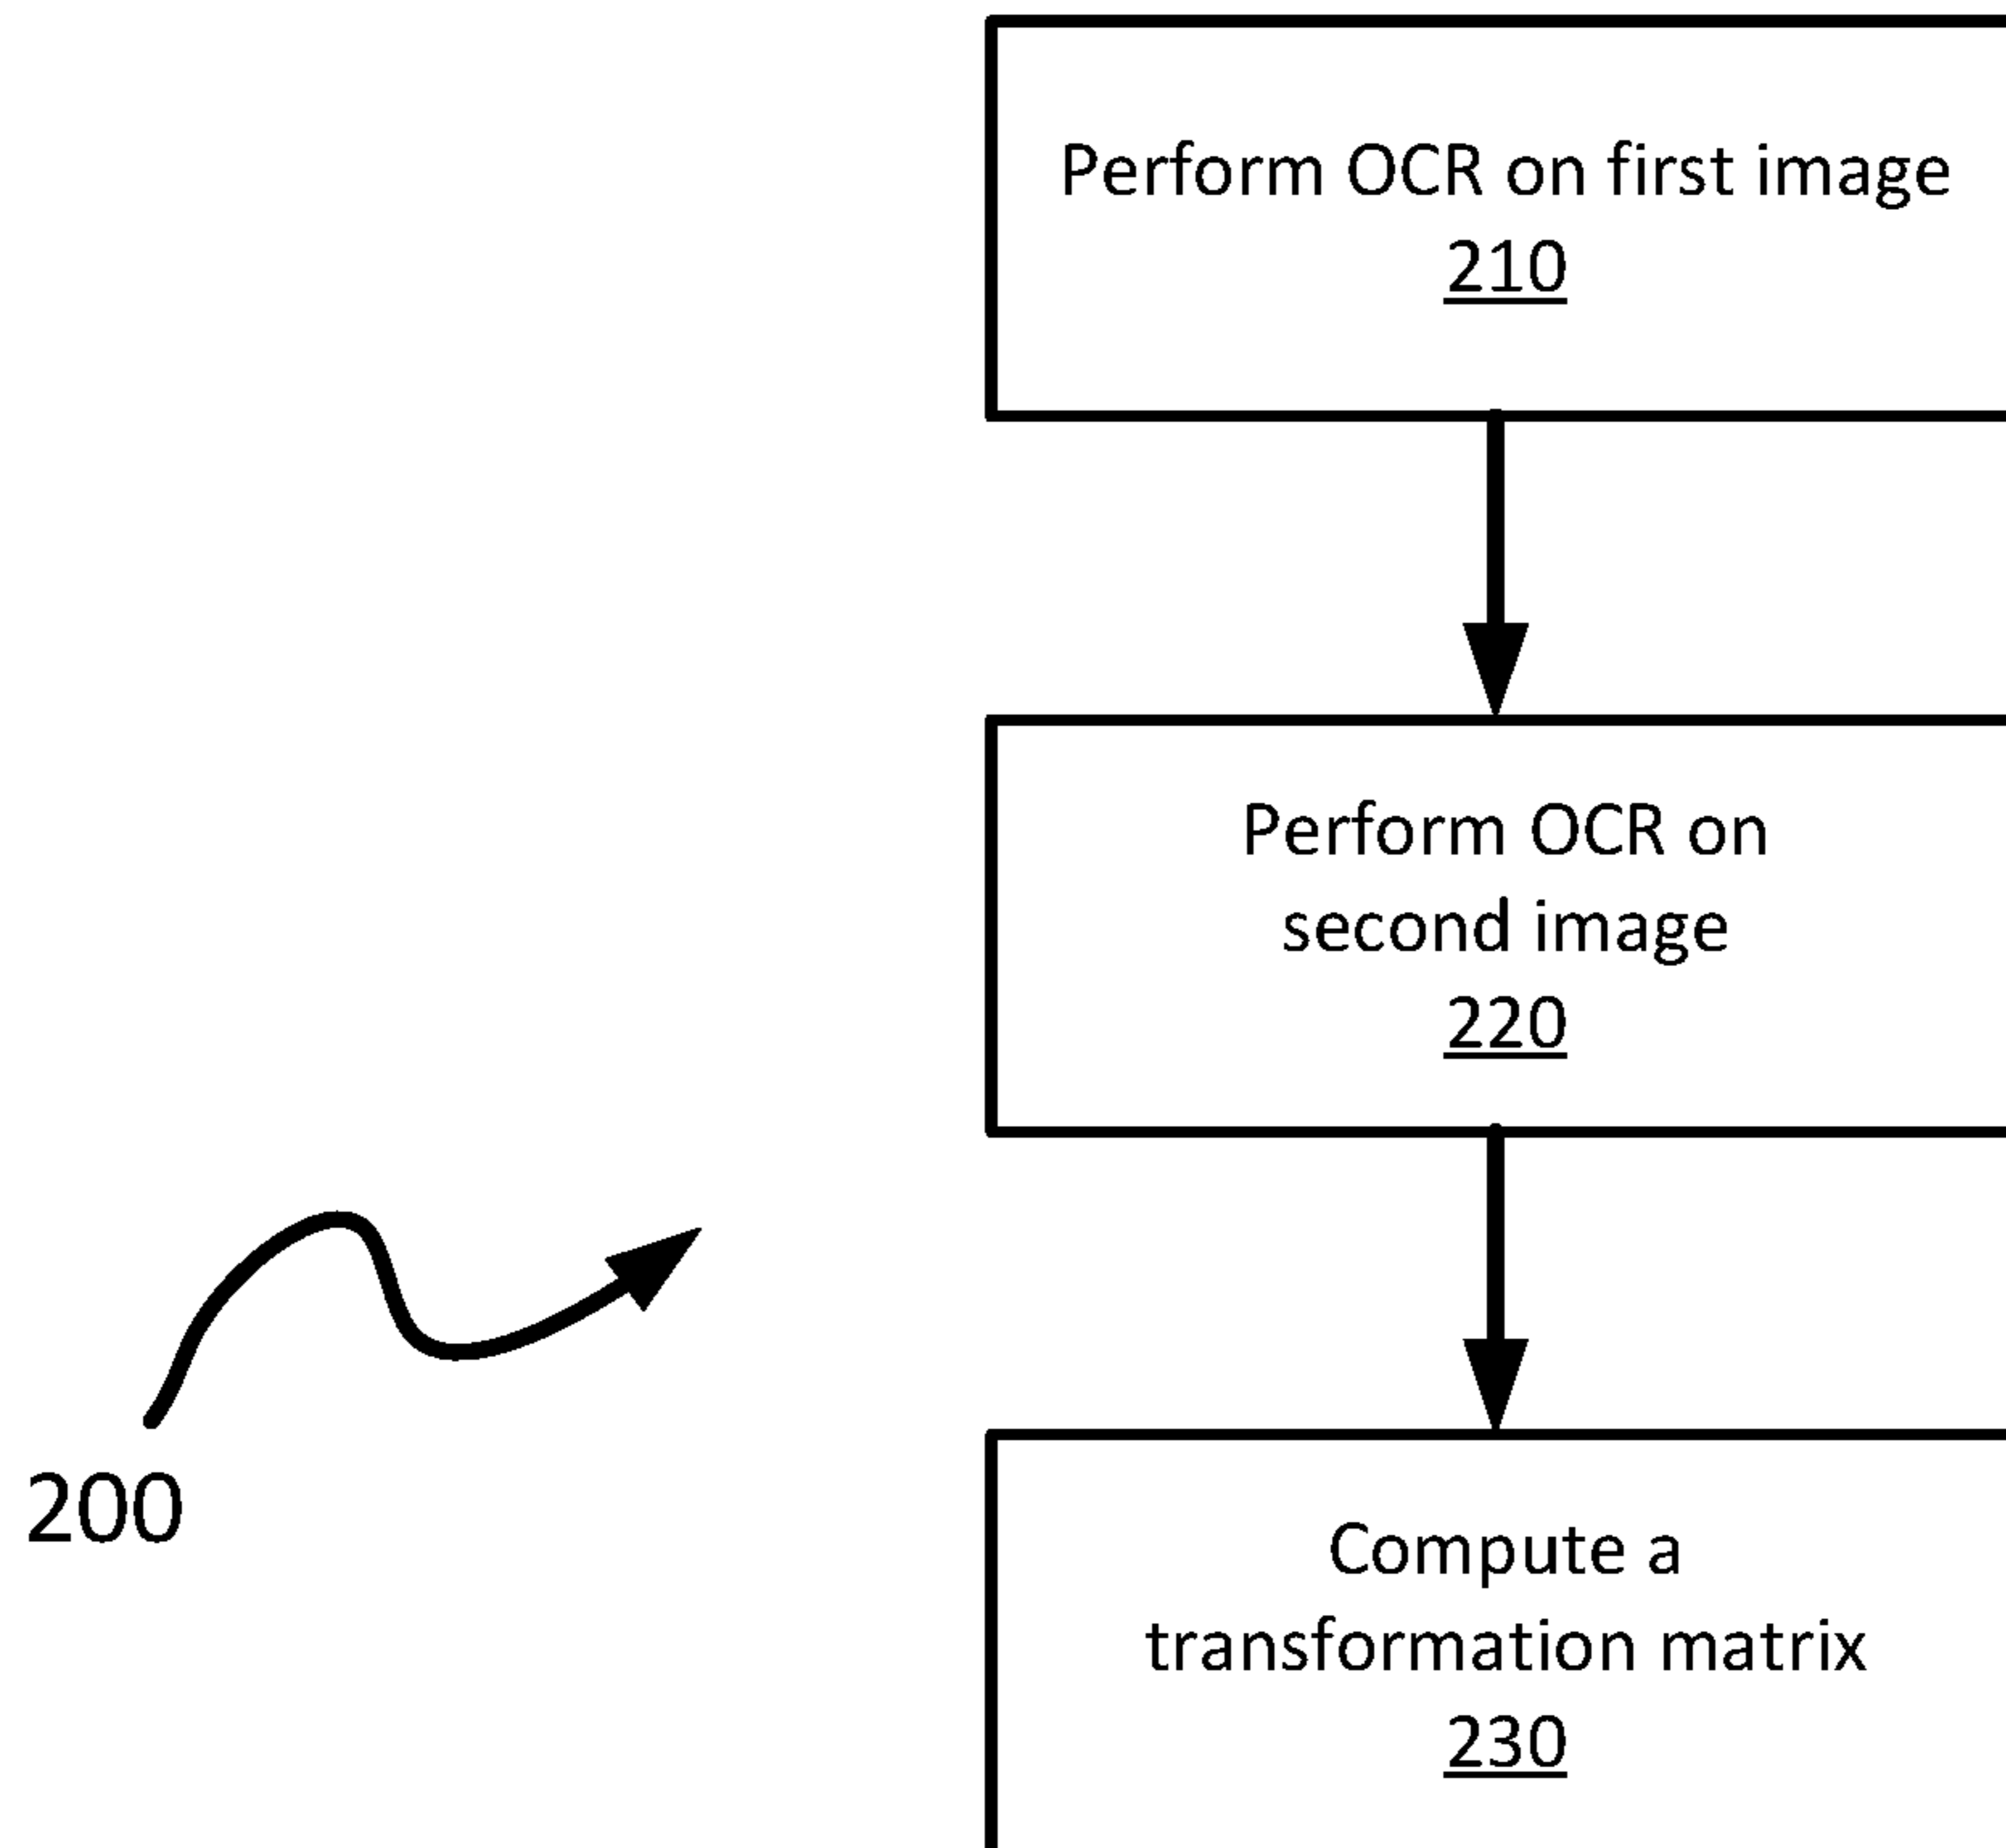 Perform OCR on first image
210
Perform OCR on
second image
220
200
Compute a
transformation matrix
230